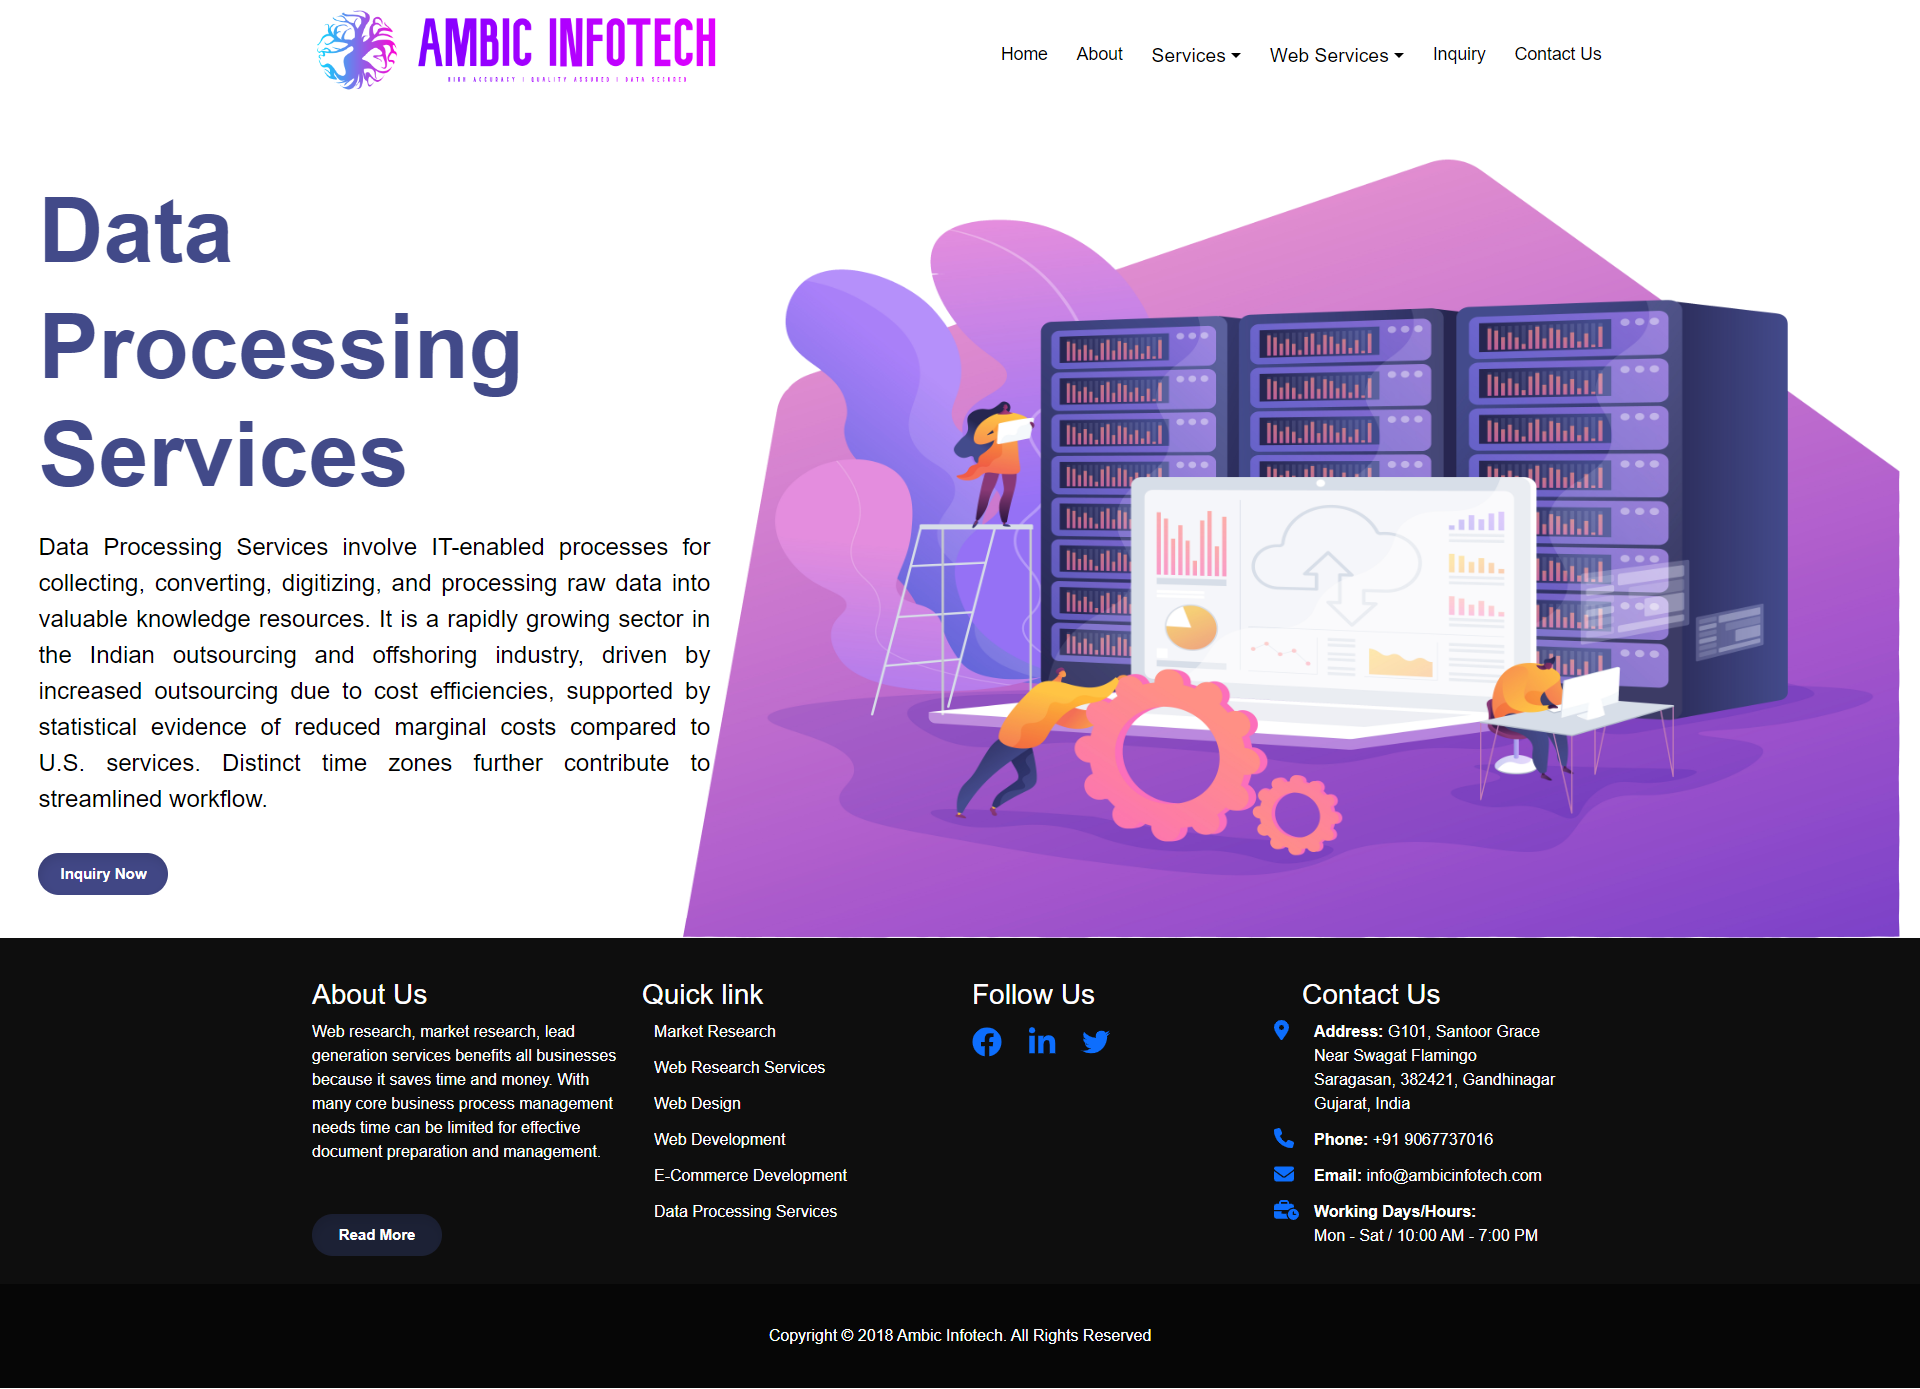 AMBIC INFOTECH
HIGH ACCURACY | QUALITY ASSURED | DATA SECURED
Home
About
Services
Web Services
Inquiry
Contact Us
Data
Processing
Services
Data Processing Services involve IT-enabled processes for
collecting, converting, digitizing, and processing raw data into
valuable knowledge resources. It is a rapidly growing sector in
the Indian outsourcing and offshoring industry, driven by
increased outsourcing due to cost efficiencies, supported by
statistical evidence of reduced marginal costs compared to
U.S. services. Distinct time zones further contribute to
streamlined workflow.
Inquiry Now
About Us
Web research, market research, lead
generation services benefits all businesses
because it saves time and money. With
many core business process management
needs time can be limited for effective
document preparation and management.
Read More
Quick link
Market Research
Web Research Services
Web Design
Web Development
E-Commerce Development
Data Processing Services
Follow Us
Contact Us
Address: G101, Santoor Grace
Near Swagat Flamingo
Saragasan, 382421, Gandhinagar
Gujarat, India
Phone: +91 9067737016
Email: info@ambicinfotech.com
Working Days/Hours:
Mon - Sat / 10:00 AM - 7:00 PM
Copyright © 2018 Ambic Infotech. All Rights Reserved